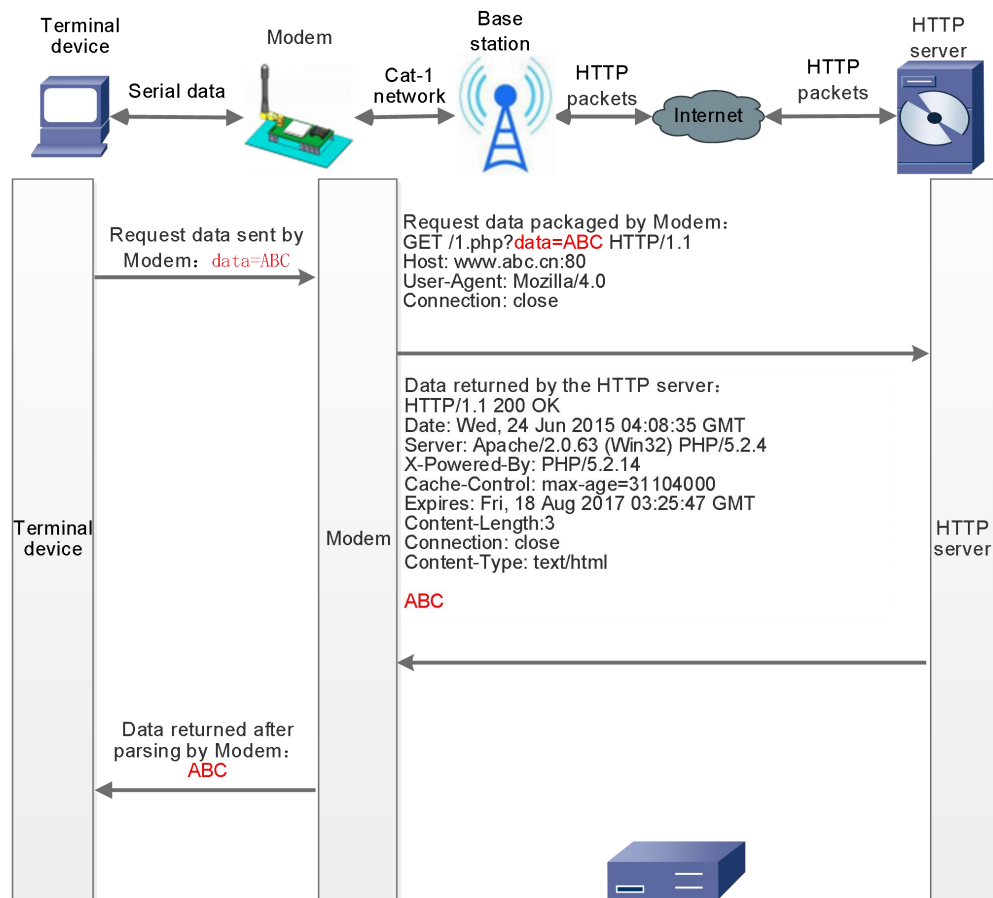 Terminal
device
Modem
Base
station
HTTP
server
Serial data
Cat-1
network
HTTP
packets
Internet
HTTP
packets
Request data sent by
Modem：data=ABC
Request data packaged by Modem：
GET /1.php?data=ABC HTTP/1.1
Host: www.abc.cn:80
User-Agent: Mozilla/4.0
Connection: close
Data returned by the HTTP server：
HTTP/1.1 200 OK
Date: Wed, 24 Jun 2015 04:08:35 GMT
Server: Apache/2.0.63 (Win32) PHP/5.2.4
X-Powered-By: PHP/5.2.14
Cache-Control: max-age=31104000
Expires: Fri, 18 Aug 2017 03:25:47 GMT
Content-Length:3
Connection: close
Content-Type: text/html
ABC
Terminal
device
Modem
HTTP
server
Data returned after
parsing by Modem：
ABC